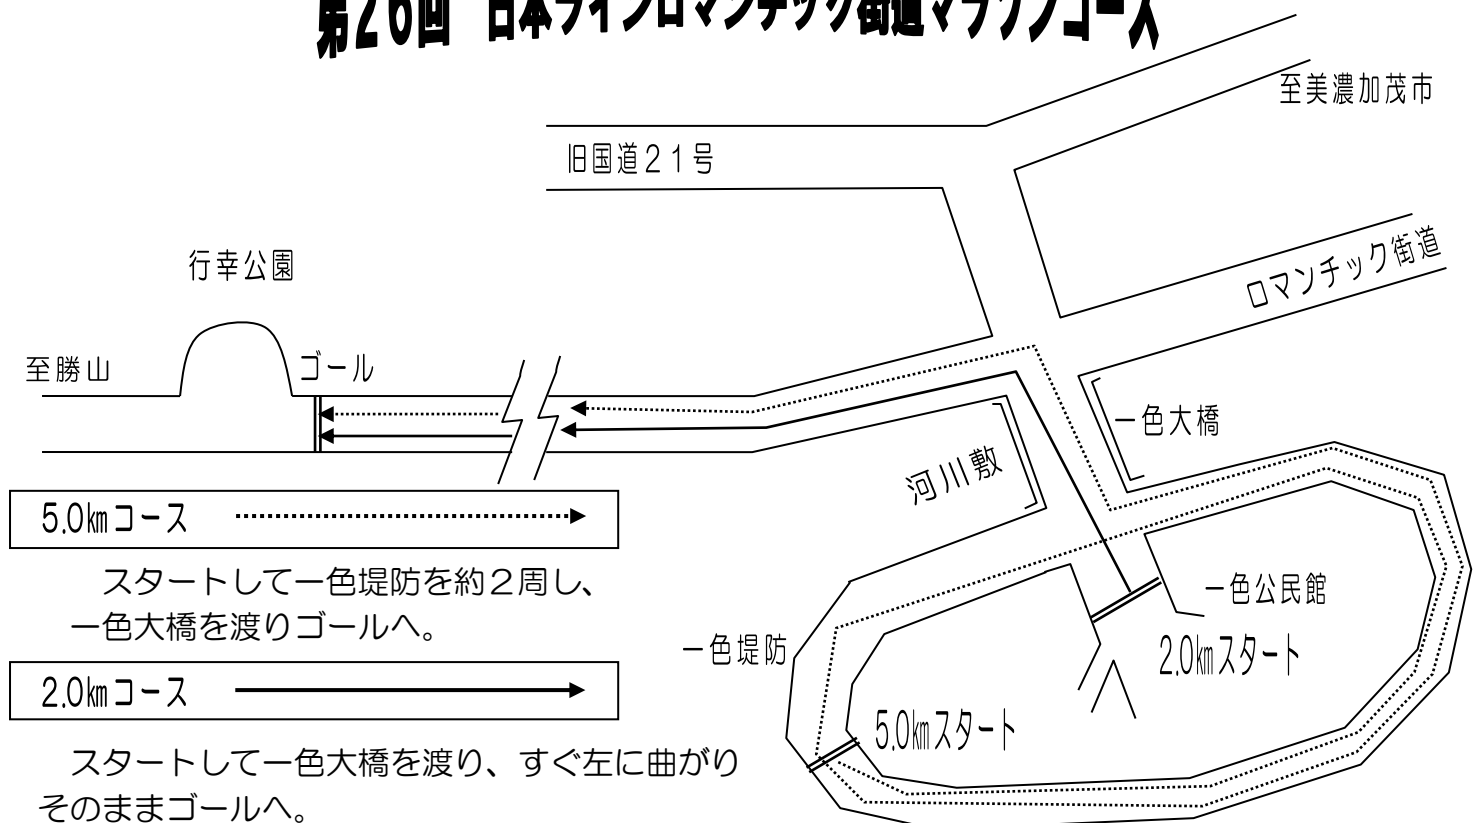 第26回 日本ラインロマンチック街道マラソンコース
至美濃加茂市
旧国道21号
ロマンチック街道
行幸公園
至勝山
ゴール
一色大橋
河川敷
5.0㎞コース
スタートして一色堤防を約2周し、
一色大橋を渡りゴールへ。
一色公民館
2.0㎞スタート
一色堤防
2.0㎞コース
5.0㎞スタート
スタートして一色大橋を渡り、すぐ左に曲がり
そのままゴールへ。